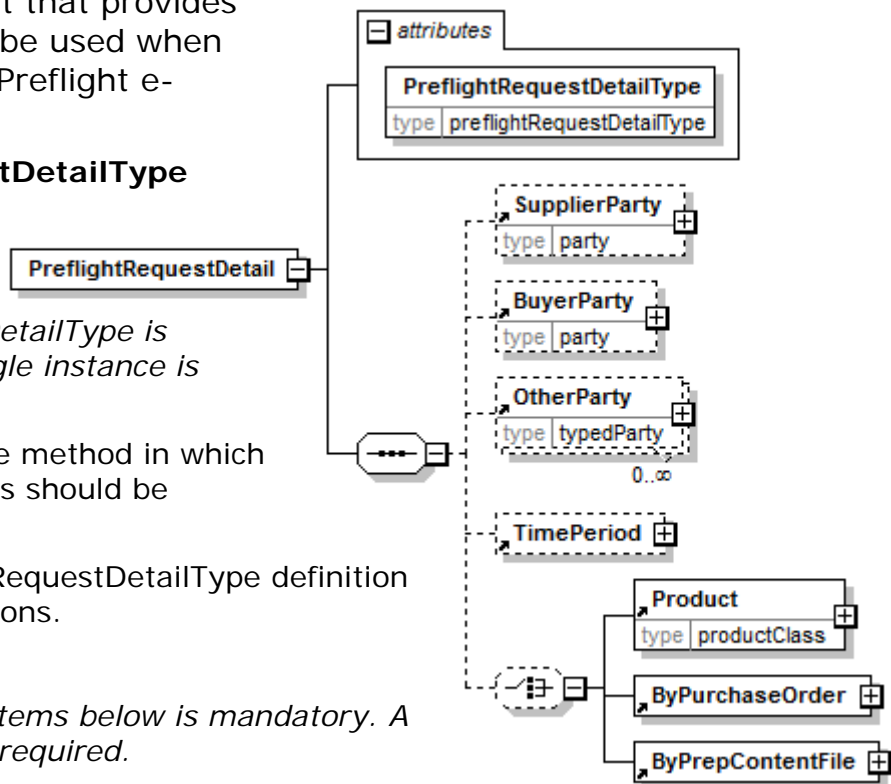 t that provides
be used when
Preflight e-
tDetailType
etailType is
gle instance is
e method in which
s should be
RequestDetailType definition
ons.
tems below is mandatory. A
required.
PreflightRequestDetail
attributes
PreflightRequestDetailType
type preflightRequestDetailType
SupplierParty
type party
BuyerParty
type party
OtherParty
type typedParty
0..∞
TimePeriod
Product
type productClass
ByPurchaseOrder
ByPrepContentFile